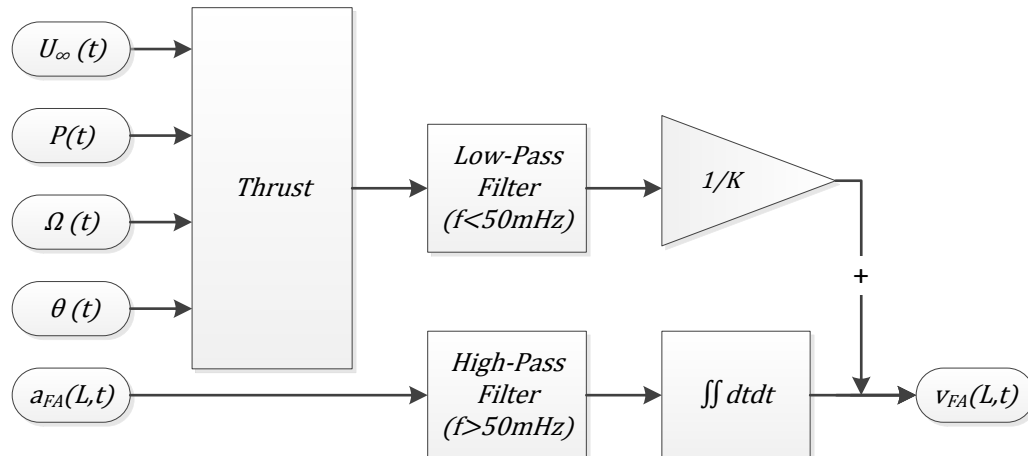 U∞ (t)
P(t)
Ω (t)
θ (t)
aFA(L,t)
Thrust
Low-Pass
Filter
(f<50mHz)
1/K
+
High-Pass
Filter
(f>50mHz)
∬ dtdt
vFA(L,t)